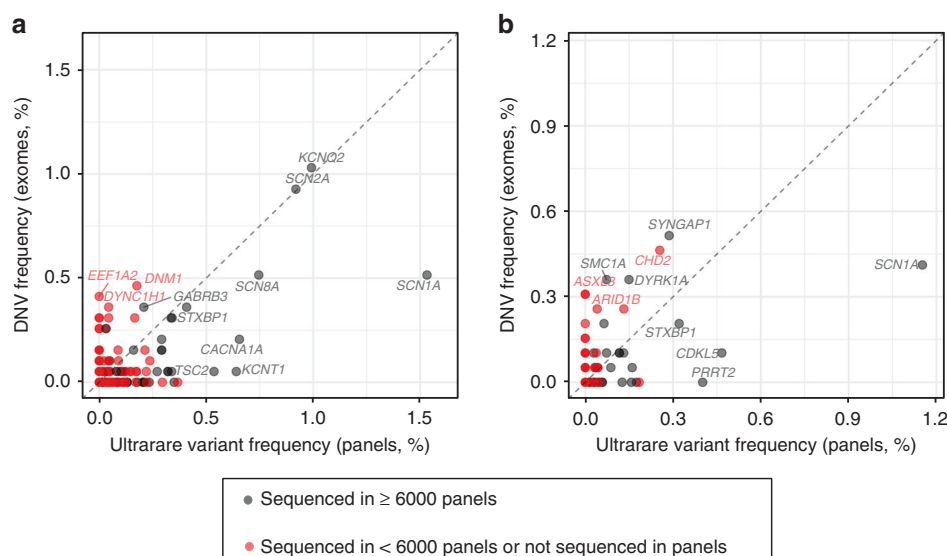 a
DNV frequency (exomes, %)
1.5
1.0
0.5
0.0
KCNQ2
SCN2A
EEF1A2
DNM1
DYNC1H1
GABRB3
SCN8A
SCN1A
STXBP1
CACNA1A
TSC2
KCNT1
0.0 0.5 1.0 1.5
Ultrarare variant frequency (panels, %)
b
DNV frequency (exomes, %)
1.2
0.9
0.6
0.3
0.0
SYNGAP1
CHD2
SMC1A
DYRK1A
SCN1A
ASXL3
ARID1B
STXBP1
CDKL5
PRRT2
0.0 0.3 0.6 0.9 1.2
Ultrarare variant frequency (panels, %)
Sequenced in ≥ 6000 panels
Sequenced in < 6000 panels or not sequenced in panels